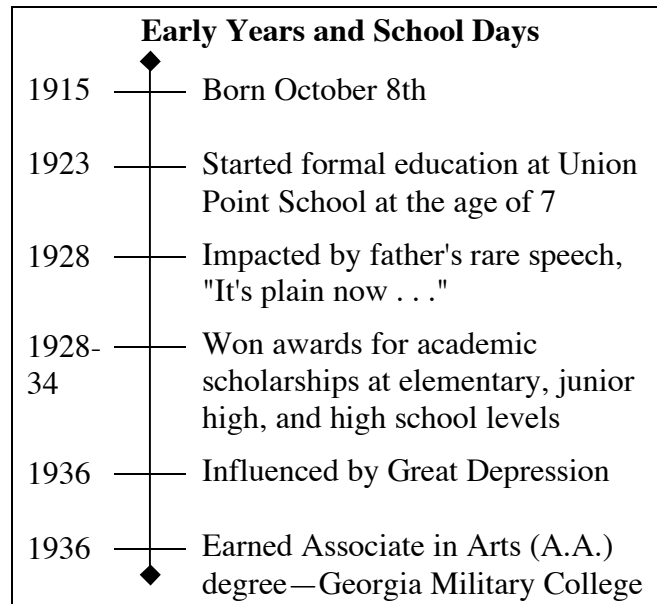 Early Years and School Days
1915 Born October 8th
1923 Started formal education at Union
Point School at the age of 7
1928 Impacted by father's rare speech,
"It's plain now . . ."
1928- Won awards for academic
34 scholarships at elementary, junior
high, and high school levels
1936 Influenced by Great Depression
1936 Earned Associate in Arts (A.A.)
degree—Georgia Military College